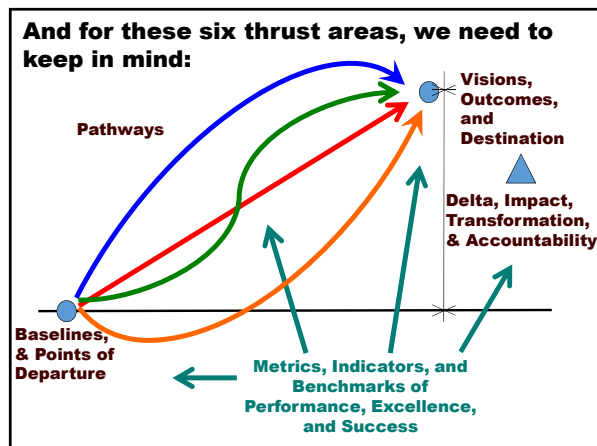 And for these six thrust areas, we need to
keep in mind:
Visions,
Outcomes,
and
Destination
Pathways
Delta, Impact,
Transformation,
& Accountability
Baselines,
& Points of
Departure
Metrics, Indicators, and
Benchmarks of
Performance, Excellence,
and Success